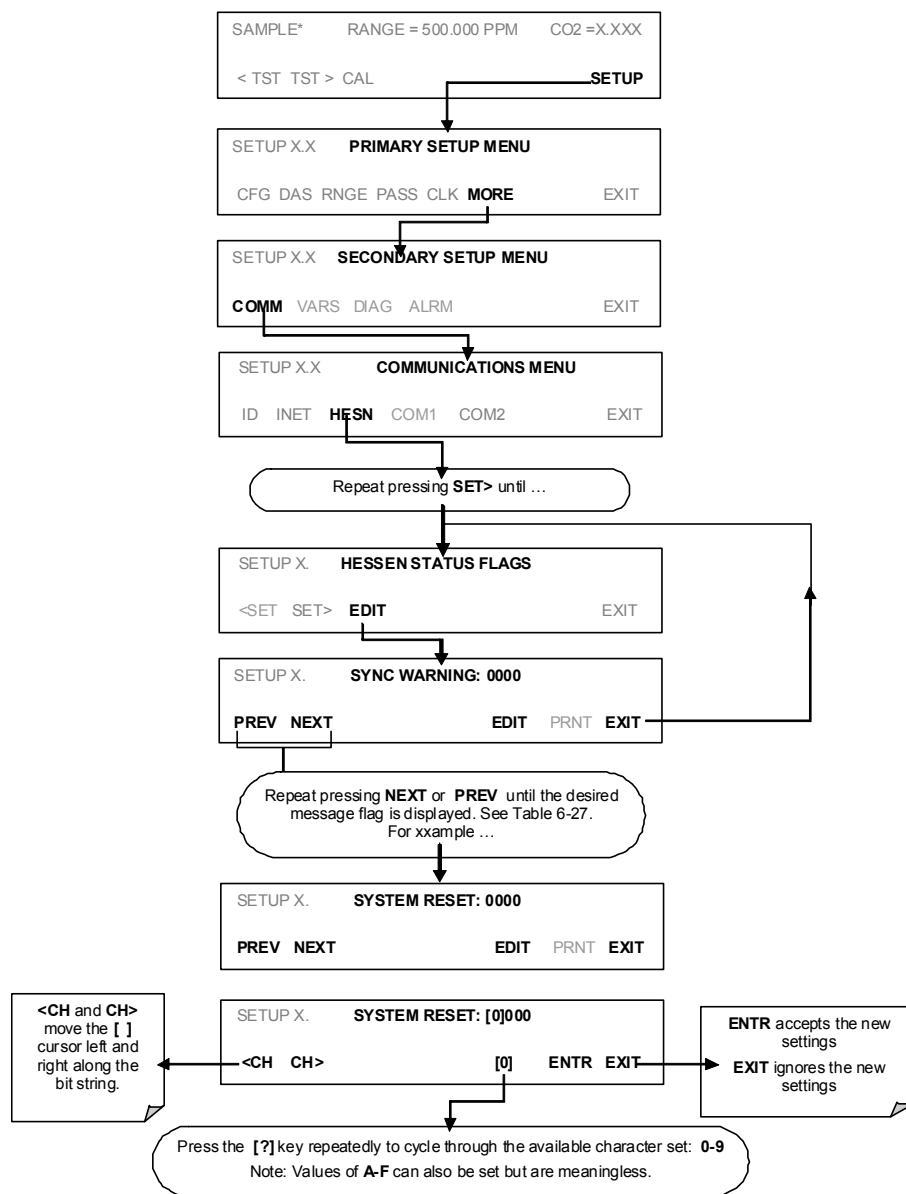 SAMPLE* RANGE = 500.000 PPM CO2 =X.XXX
< TST TST > CAL SETUP
SETUP X.X PRIMARY SETUP MENU
CFG DAS RNGE PASS CLK MORE EXIT
SETUP X.X SECONDARY SETUP MENU
COMM VARS DIAG ALRM EXIT
SETUP X.X COMMUNICATIONS MENU
ID INET HESN COM1 COM2 EXIT
Repeat pressing SET> until …
SETUP X. HESSEN STATUS FLAGS
<SET SET> EDIT EXIT
SETUP X. SYNC WARNING: 0000
PREV NEXT EDIT PRNT EXIT
Repeat pressing NEXT or PREV until the desired
message flag is displayed. See Table 6-27.
For xxample …
SETUP X. SYSTEM RESET: 0000
PREV NEXT EDIT PRNT EXIT
<CH and CH>
move the [ ]
cursor left and
right along the
bit string.
SETUP X. SYSTEM RESET: [0]000
<CH CH> [0] ENTR EXIT
ENTR accepts the new
settings
EXIT ignores the new
settings
Press the [?] key repeatedly to cycle through the available character set: 0-9
Note: Values of A-F can also be set but are meaningless.